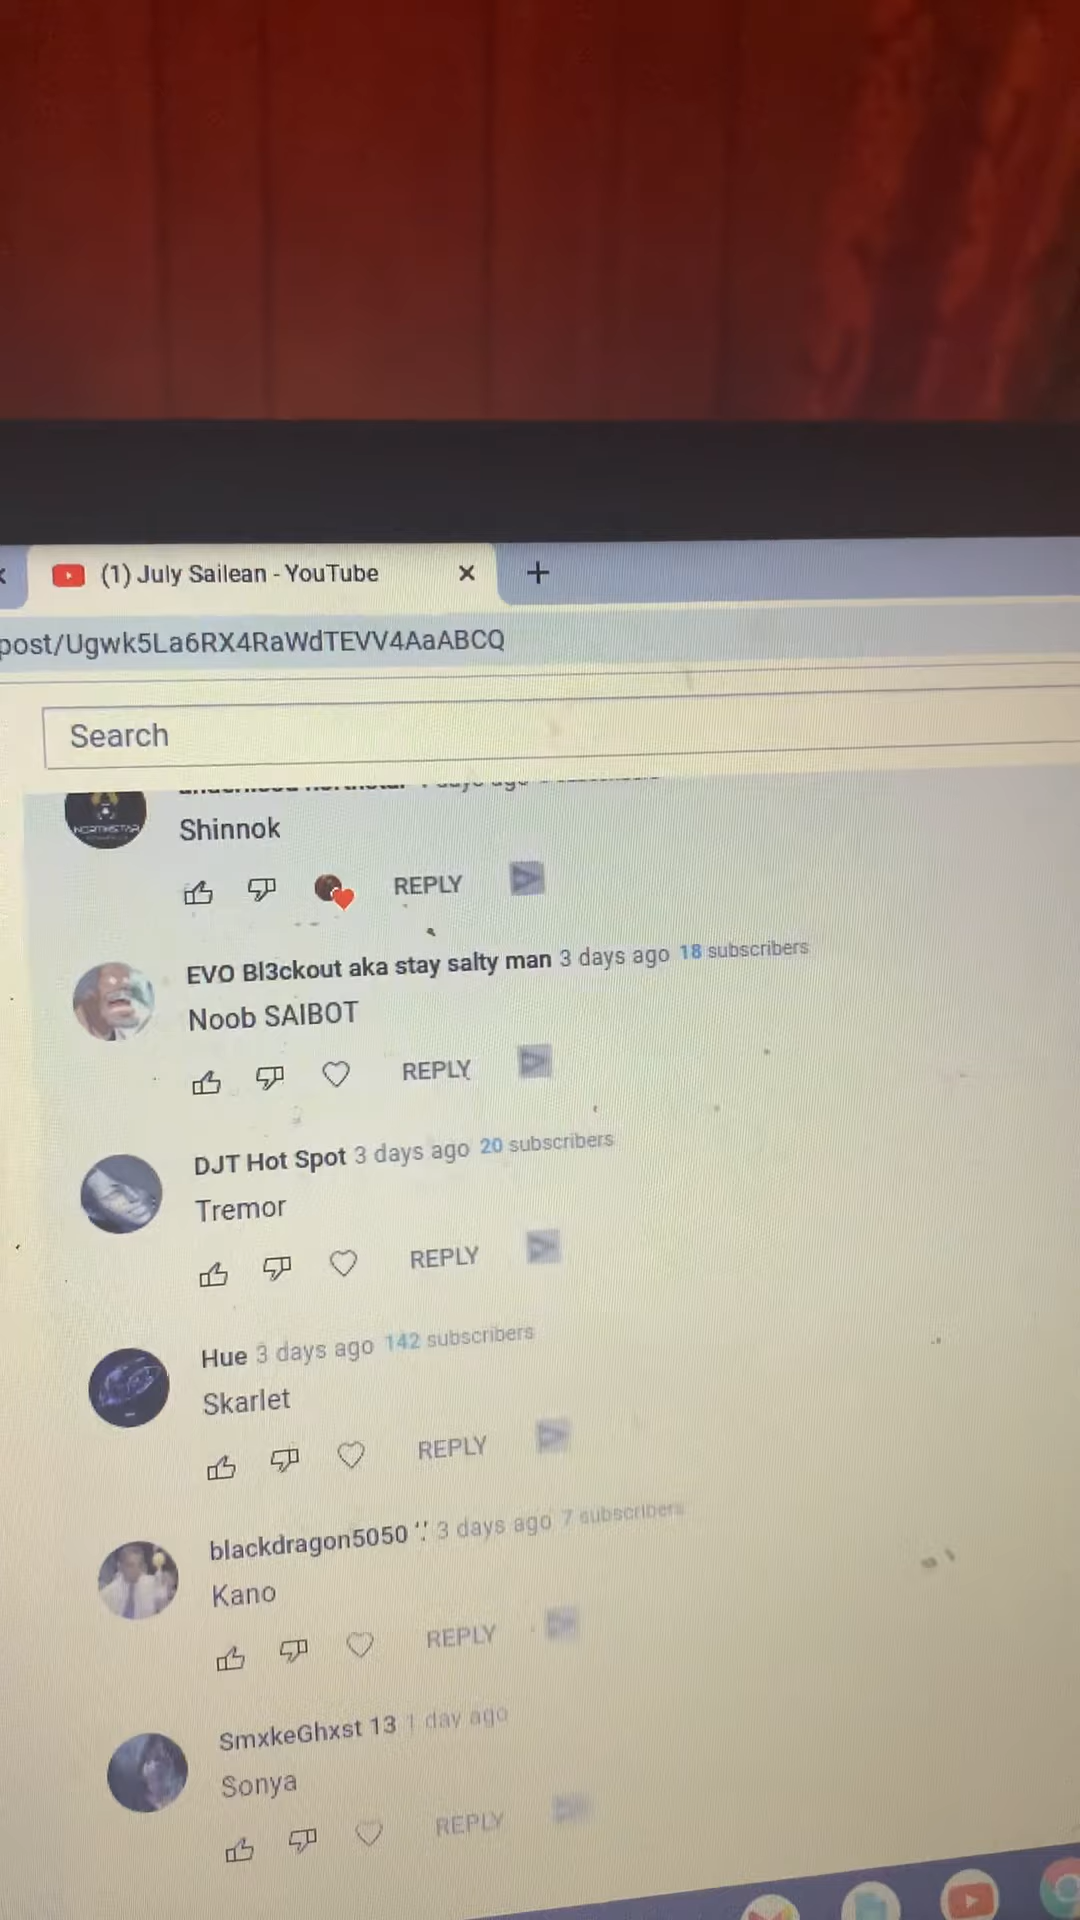 (1) July Sailean - YouTube
post/Ugwk5La6RX4RaWdTEVV4AaABCQ
Search
NORTHSTAR
Shinnok
REPLY
EVO Bl3ckout aka stay salty man 3 days ago 18 subscribers
Noob SAIBOT
REPLY
DJT Hot Spot 3 days ago 20 subscribers
Tremor
REPLY
Hue 3 days ago 142 subscribers
Skarlet
REPLY
blackdragon5050 3 days ago 7 subscribers
Kano
REPLY
SmxkeGhxst 13 1 day ago
Sonya
REPLY